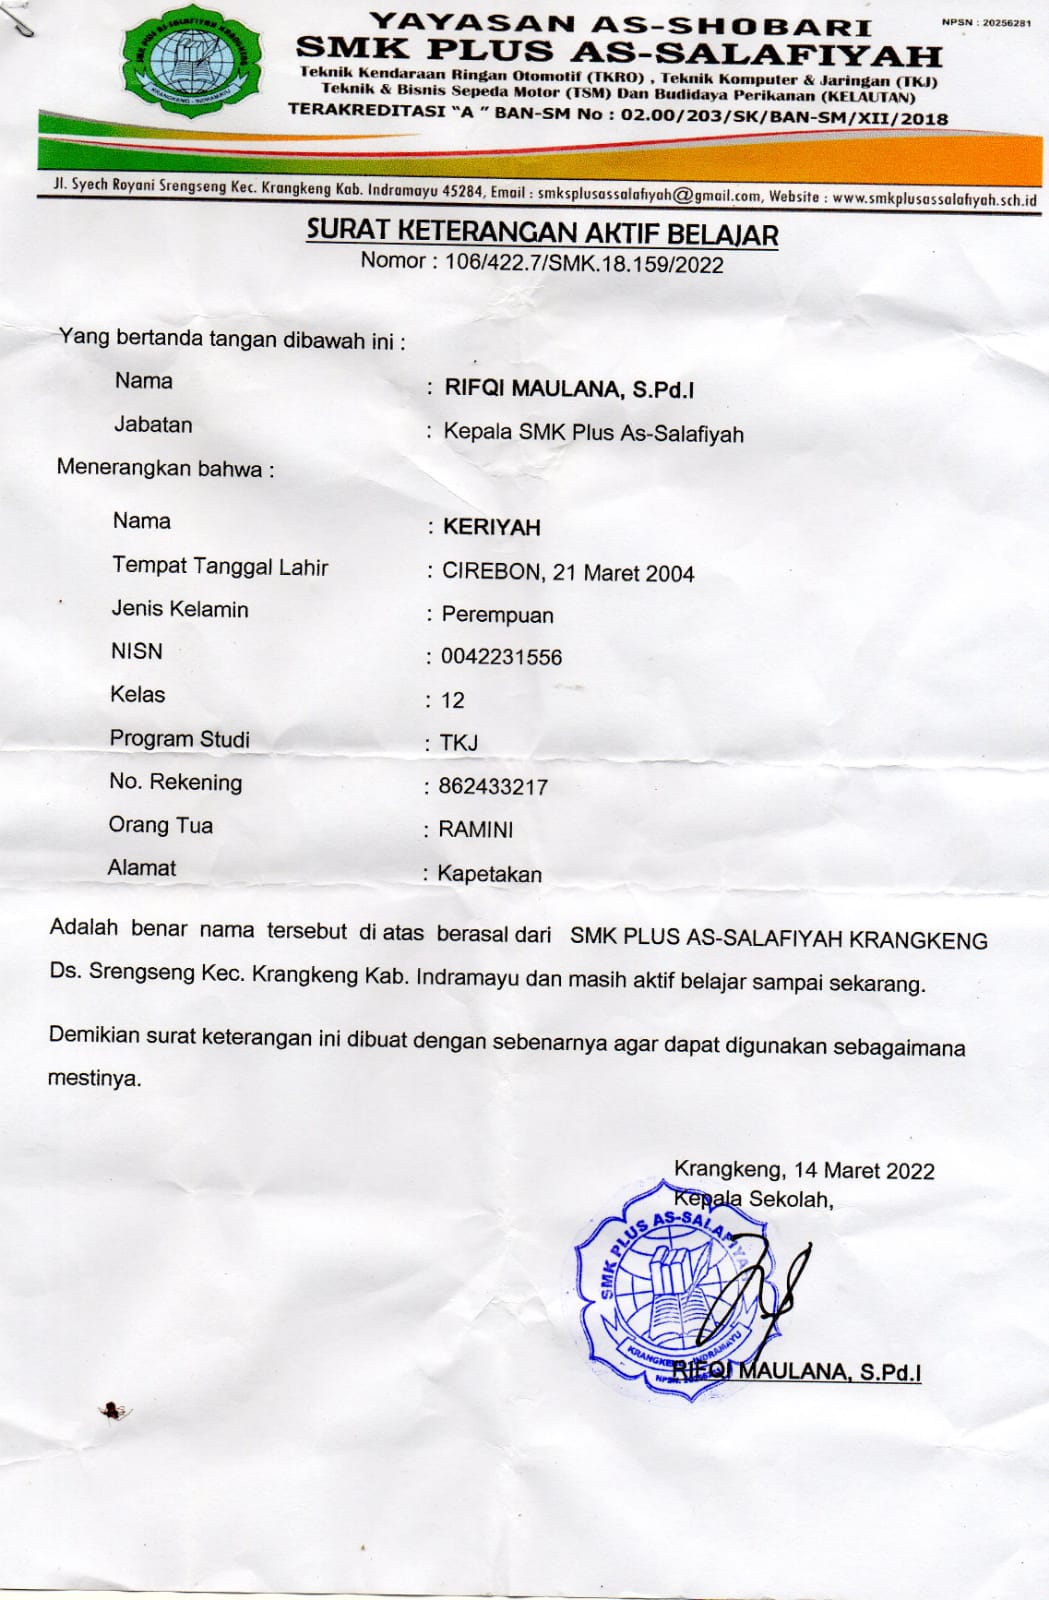 YAYASAN AS-SHOBARI
NPSN : 20256281
SMK PLUS AS-SALAFIYAH
Teknik Kendaraan Ringan Otomotif (TKRO) , Teknik Komputer & Jaringan (TKJ)
Teknik & Bisnis Sepeda Motor (TSM) Dan Budidaya Perikanan (KELAUTAN)
TERAKREDITASI “A ” BAN-SM No : 02.00/203/SK/BAN-SM/XII/2018
SMK PLUS AS-SALAFIYAH KRANGKENG
KRANGKENG - INDRAMAYU
Jl. Syech Royani Srengseng Kec. Krangkeng Kab. Indramayu 45284, Email : smksplusassalafiyah@gmail.com, Website : www.smkplusassalafiyah.sch.id
SURAT KETERANGAN AKTIF BELAJAR
Nomor : 106/422.7/SMK.18.159/2022
Yang bertanda tangan dibawah ini :
Nama : RIFQI MAULANA, S.Pd.I
Jabatan : Kepala SMK Plus As-Salafiyah
Menerangkan bahwa :
Nama : KERIYAH
Tempat Tanggal Lahir : CIREBON, 21 Maret 2004
Jenis Kelamin : Perempuan
NISN : 0042231556
Kelas : 12
Program Studi : TKJ
No. Rekening : 862433217
Orang Tua : RAMINI
Alamat : Kapetakan
Adalah benar nama tersebut di atas berasal dari SMK PLUS AS-SALAFIYAH KRANGKENG
Ds. Srengseng Kec. Krangkeng Kab. Indramayu dan masih aktif belajar sampai sekarang.
Demikian surat keterangan ini dibuat dengan sebenarnya agar dapat digunakan sebagaimana
mestinya.
Krangkeng, 14 Maret 2022
Kepala Sekolah,
SMK PLUS AS-SALAFIYAH
KRANGKENG - INDRAMAYU
NPSN.
RIFQI MAULANA, S.Pd.I